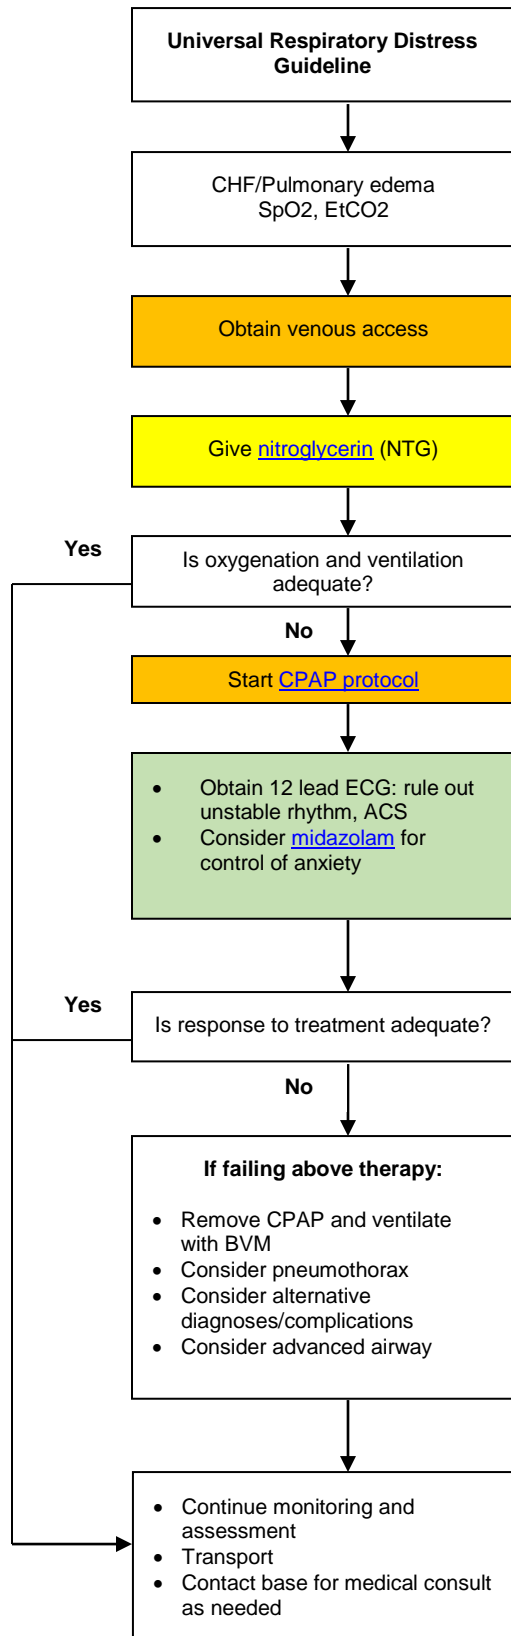 Universal Respiratory Distress
Guideline
CHF/Pulmonary edema
SpO2, EtCO2
Obtain venous access
Give nitroglycerin (NTG)
Yes
Is oxygenation and ventilation
adequate?
No
Start CPAP protocol
• Obtain 12 lead ECG: rule out
unstable rhythm, ACS
• Consider midazolam for
control of anxiety
Yes
Is response to treatment adequate?
No
If failing above therapy:
• Remove CPAP and ventilate
with BVM
• Consider pneumothorax
• Consider alternative
diagnoses/complications
• Consider advanced airway
• Continue monitoring and
assessment
• Transport
• Contact base for medical consult
as needed